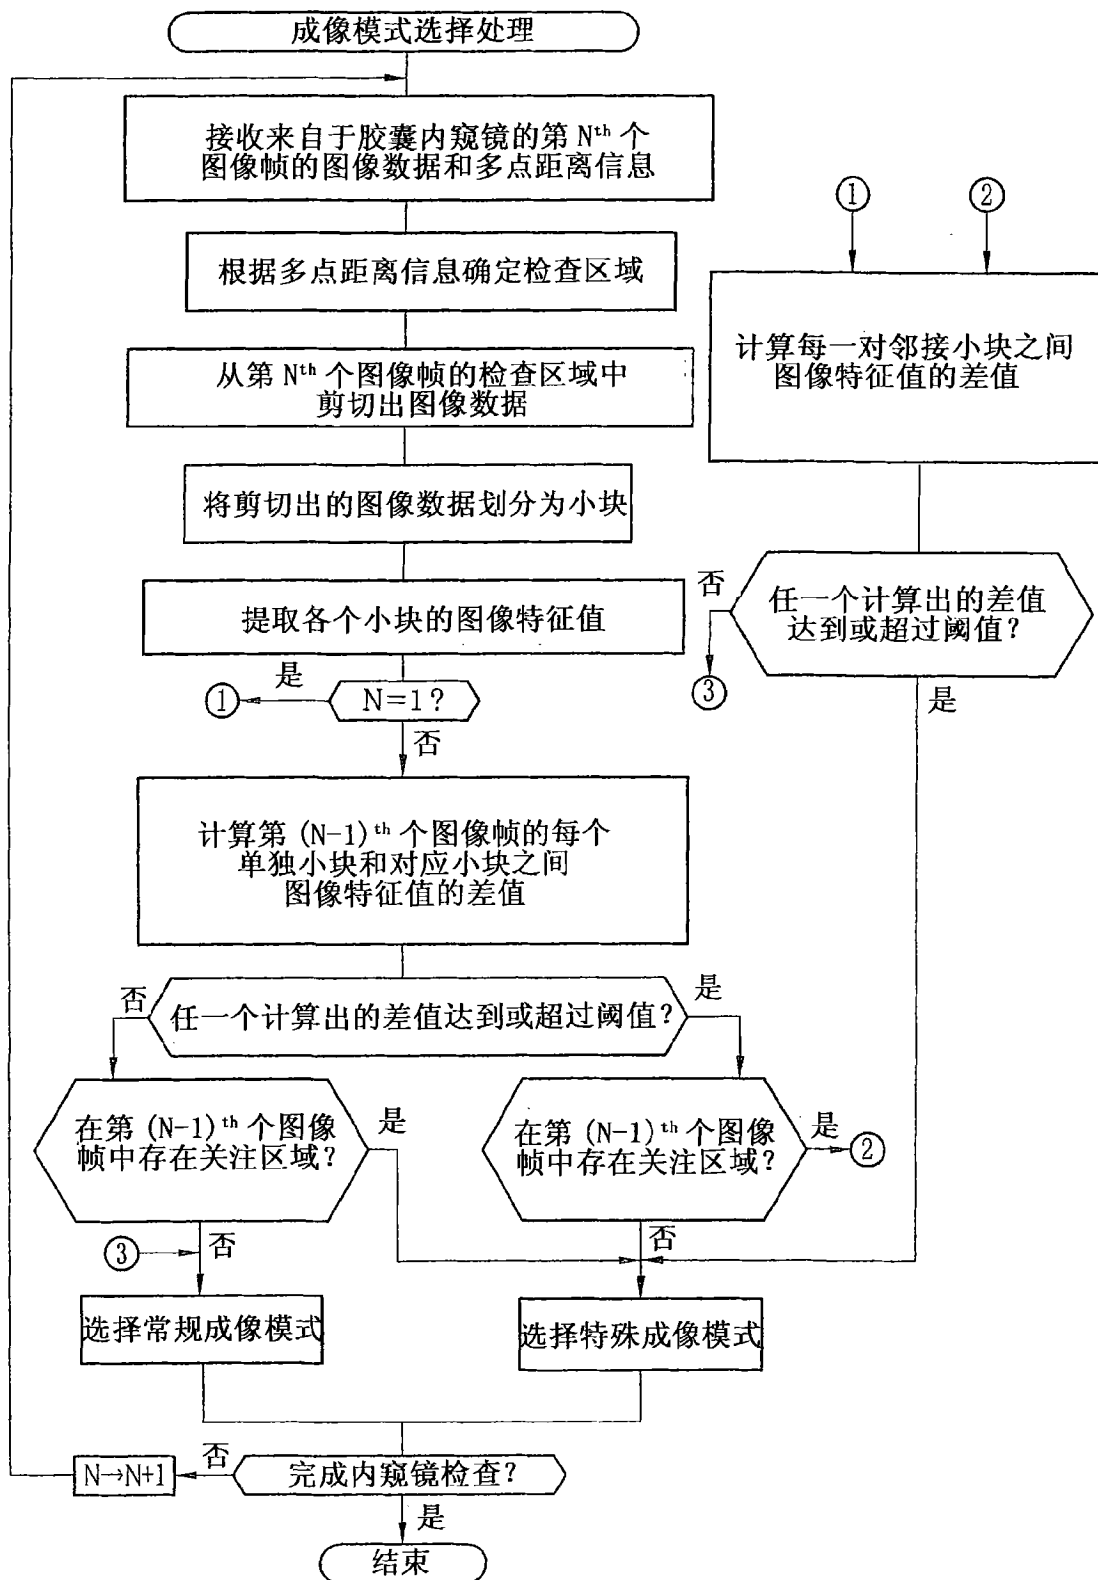 成像模式选择处理
接收来自于胶囊内窥镜的第 Nth 个
图像帧的图像数据和多点距离信息
根据多点距离信息确定检查区域
从第 Nth 个图像帧的检查区域中
剪切出图像数据
将剪切出的图像数据划分为小块
提取各个小块的图像特征值
是
①
N=1?
否
计算第 (N-1)th 个图像帧的每个
单独小块和对应小块之间
图像特征值的差值
否
任一个计算出的差值达到或超过阈值?
是
在第 (N-1)th 个图像
帧中存在关注区域?
是
在第 (N-1)th 个图像
帧中存在关注区域?
是
②
③
否
否
选择常规成像模式
选择特殊成像模式
N→N+1
否
完成内窥镜检查?
是
结束
①
②
计算每一对邻接小块之间
图像特征值的差值
否
任一个计算出的差值
达到或超过阈值?
③
是